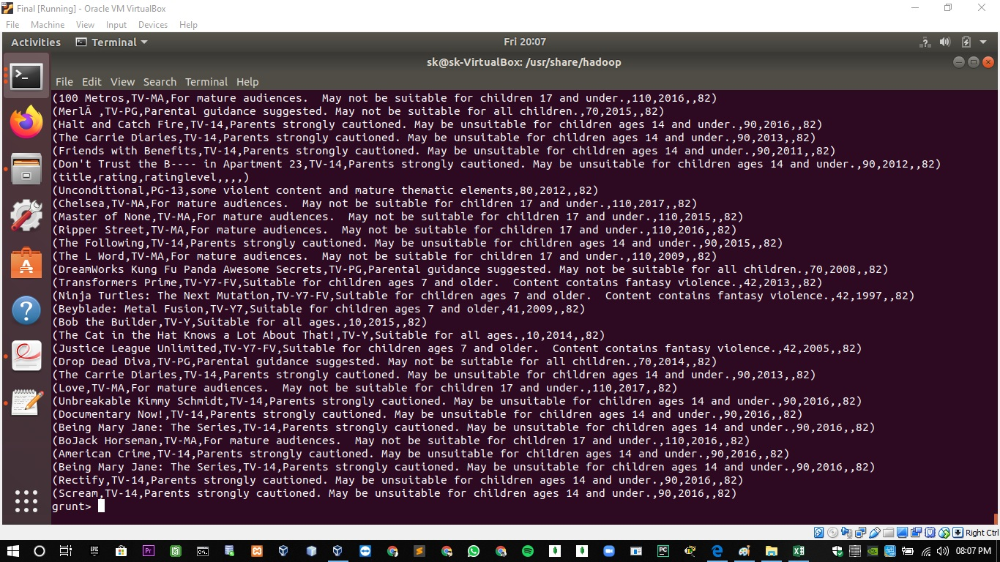 Final [Running] - Oracle VM VirtualBox
File Machine View Input Devices Help
Activities Terminal Fri 20:07
sk@sk-VirtualBox: /usr/share/hadoop
File Edit View Search Terminal Help
(100 Metros,TV-MA,For mature audiences.  May not be suitable for children 17 and under.,110,2016,,82)
(MerlÃ ,TV-PG,Parental guidance suggested. May not be suitable for all children.,70,2015,,82)
(Halt and Catch Fire,TV-14,Parents strongly cautioned. May be unsuitable for children ages 14 and under.,90,2016,,82)
(The Carrie Diaries,TV-14,Parents strongly cautioned. May be unsuitable for children ages 14 and under.,90,2013,,82)
(Friends with Benefits,TV-14,Parents strongly cautioned. May be unsuitable for children ages 14 and under.,90,2011,,82)
(Don't Trust the B---- in Apartment 23,TV-14,Parents strongly cautioned. May be unsuitable for children ages 14 and under.,90,2012,,82)
(title,rating,ratinglevel,,,,)
(Unconditional,PG-13,some violent content and mature thematic elements,80,2012,,82)
(Chelsea,TV-MA,For mature audiences.  May not be suitable for children 17 and under.,110,2017,,82)
(Master of None,TV-MA,For mature audiences.  May not be suitable for children 17 and under.,110,2015,,82)
(Ripper Street,TV-MA,For mature audiences.  May not be suitable for children 17 and under.,110,2016,,82)
(The Following,TV-14,Parents strongly cautioned. May be unsuitable for children ages 14 and under.,90,2015,,82)
(The L Word,TV-MA,For mature audiences.  May not be suitable for children 17 and under.,110,2009,,82)
(DreamWorks Kung Fu Panda Awesome Secrets,TV-PG,Parental guidance suggested. May not be suitable for all children.,70,2008,,82)
(Transformers Prime,TV-Y7-FV,Suitable for children ages 7 and older.  Content contains fantasy violence.,42,2013,,82)
(Ninja Turtles: The Next Mutation,TV-Y7-FV,Suitable for children ages 7 and older.  Content contains fantasy violence.,42,1997,,82)
(Beyblade: Metal Fusion,TV-Y7,Suitable for children ages 7 and older,41,2009,,82)
(Bob the Builder,TV-Y,Suitable for all ages.,10,2015,,82)
(The Cat in the Hat Knows a Lot About That!,TV-Y,Suitable for all ages.,10,2014,,82)
(Justice League Unlimited,TV-Y7-FV,Suitable for children ages 7 and older.  Content contains fantasy violence.,42,2005,,82)
(Drop Dead Diva,TV-PG,Parental guidance suggested. May not be suitable for all children.,70,2014,,82)
(The Carrie Diaries,TV-14,Parents strongly cautioned. May be unsuitable for children ages 14 and under.,90,2013,,82)
(Love,TV-MA,For mature audiences.  May not be suitable for children 17 and under.,110,2017,,82)
(Unbreakable Kimmy Schmidt,TV-14,Parents strongly cautioned. May be unsuitable for children ages 14 and under.,90,2016,,82)
(Documentary Now!,TV-14,Parents strongly cautioned. May be unsuitable for children ages 14 and under.,90,2016,,82)
(Being Mary Jane: The Series,TV-14,Parents strongly cautioned. May be unsuitable for children ages 14 and under.,90,2016,,82)
(BoJack Horseman,TV-MA,For mature audiences.  May not be suitable for children 17 and under.,110,2016,,82)
(American Crime,TV-14,Parents strongly cautioned. May be unsuitable for children ages 14 and under.,90,2016,,82)
(Being Mary Jane: The Series,TV-14,Parents strongly cautioned. May be unsuitable for children ages 14 and under.,90,2016,,82)
(Rectify,TV-14,Parents strongly cautioned. May be unsuitable for children ages 14 and under.,90,2016,,82)
(Scream,TV-14,Parents strongly cautioned. May be unsuitable for children ages 14 and under.,90,2016,,82)
grunt>
Right Ctrl
08:07 PM